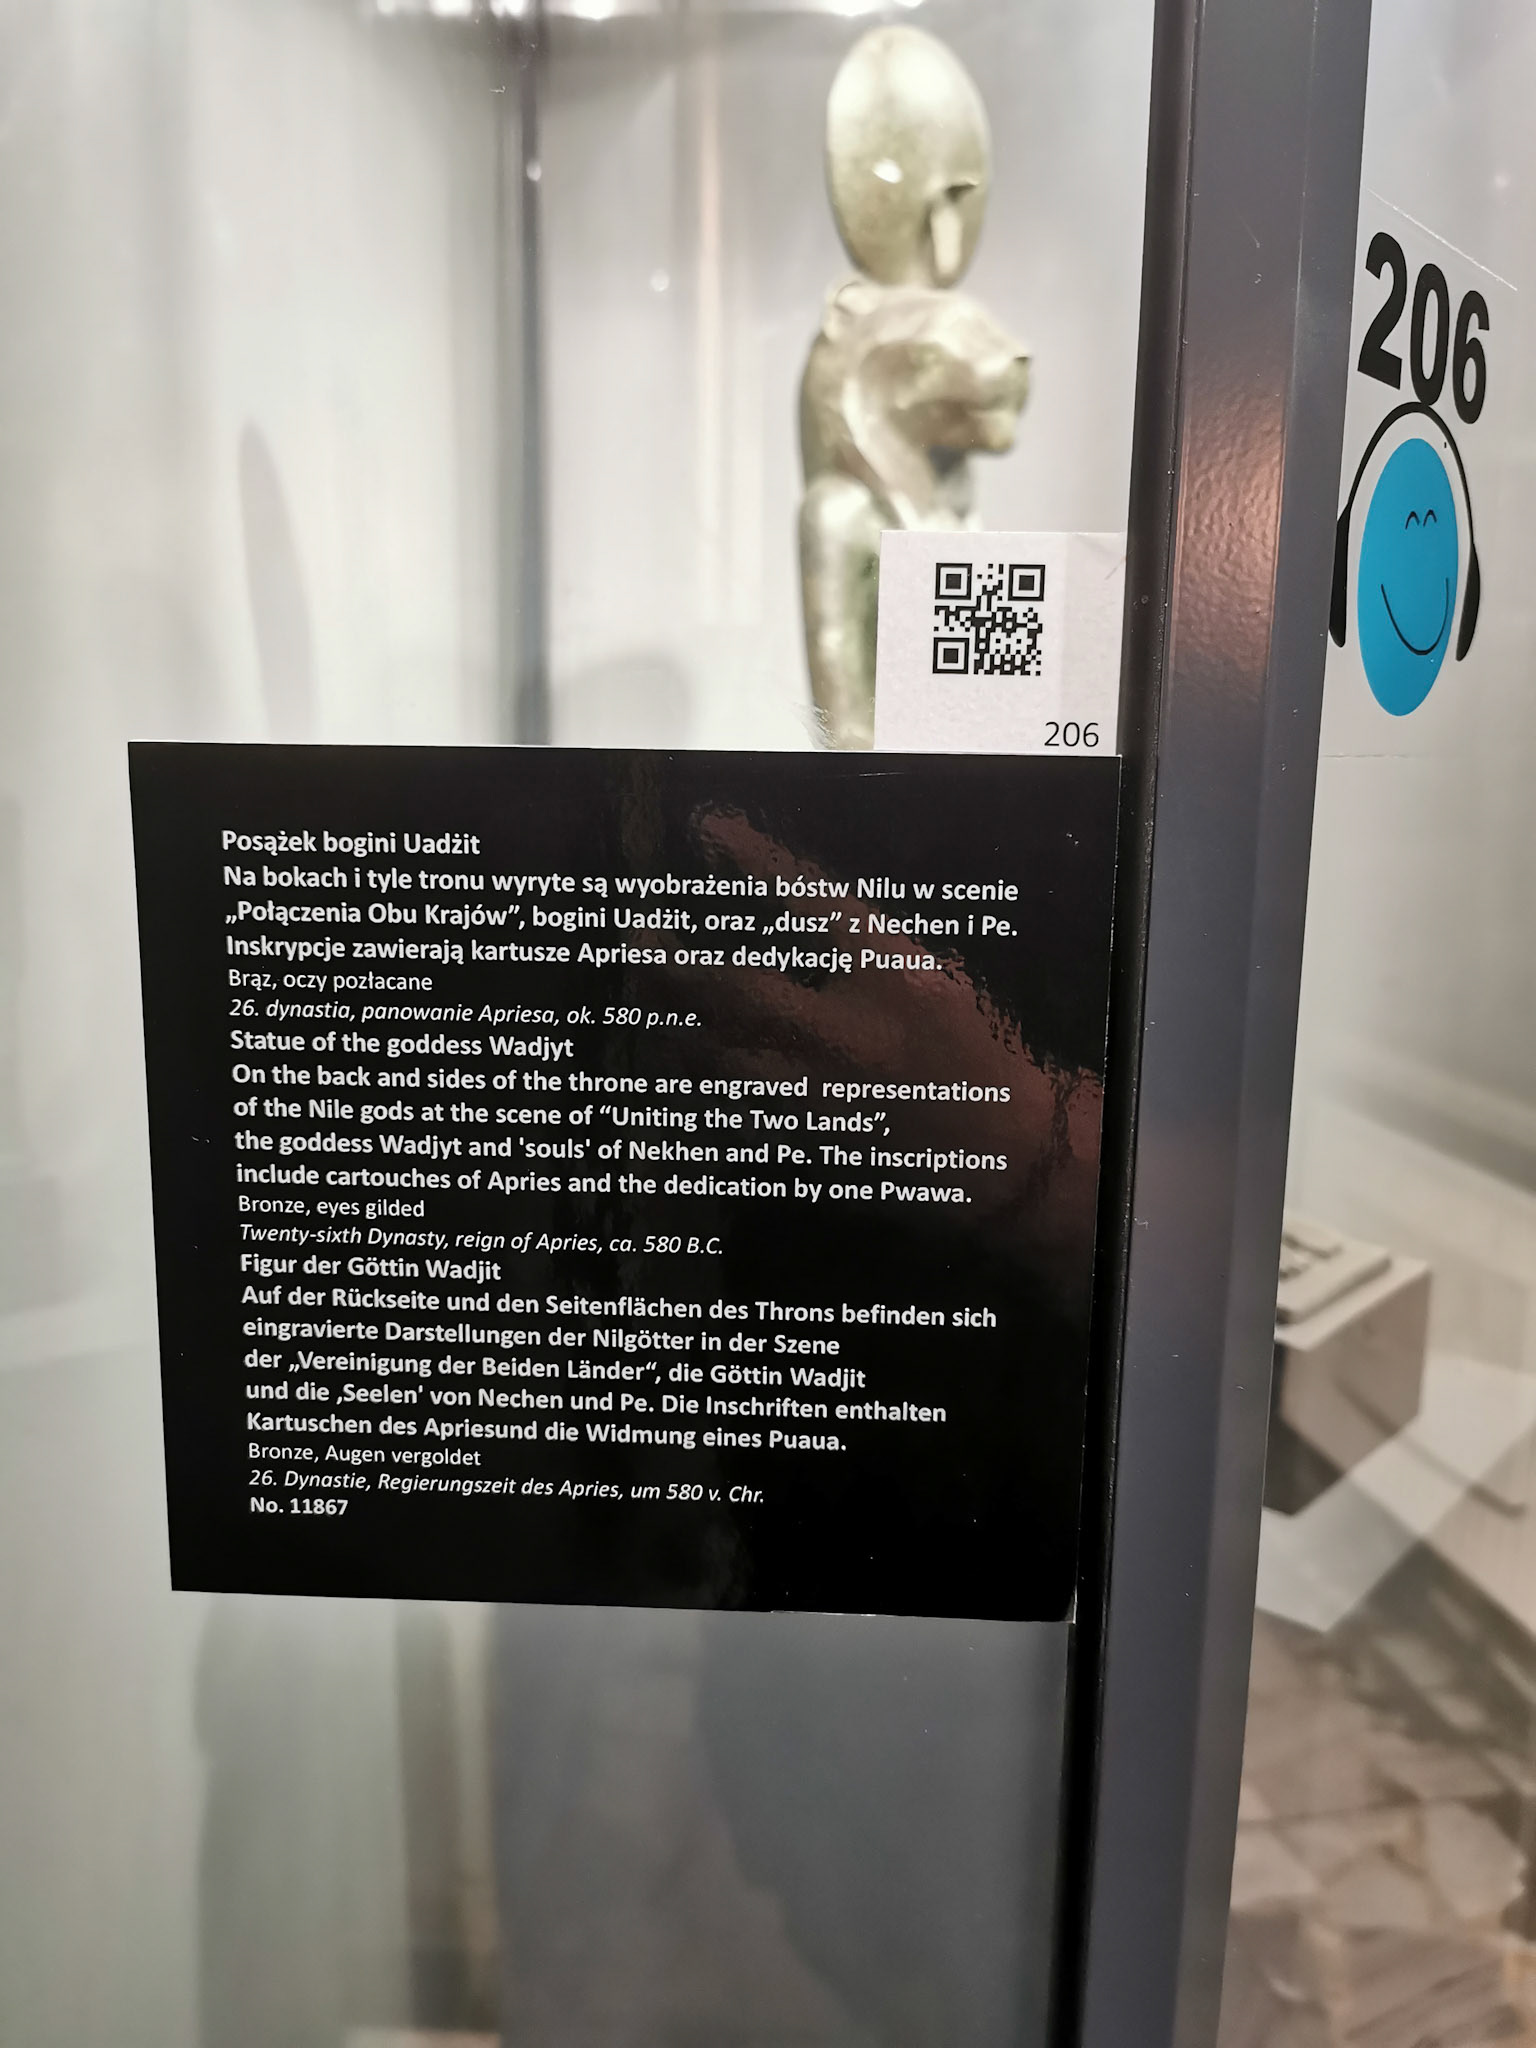 206
206
Posążek bogini Uadżit
Na bokach i tyle tronu wyryte są wyobrażenia bóstw Nilu w scenie
„Połączenia Obu Krajów”, bogini Uadżit, oraz „dusz” z Nechen i Pe.
Inskrypcje zawierają kartusze Apriesa oraz dedykację Puaua.
Brąz, oczy pozłacane
26. dynastia, panowanie Apriesa, ok. 580 p.n.e.
Statue of the goddess Wadjyt
On the back and sides of the throne are engraved representations
of the Nile gods at the scene of “Uniting the Two Lands”,
the goddess Wadjyt and 'souls' of Nekhen and Pe. The inscriptions
include cartouches of Apries and the dedication by one Pwawa.
Bronze, eyes gilded
Twenty-sixth Dynasty, reign of Apries, ca. 580 B.C.
Figur der Göttin Wadjit
Auf der Rückseite und den Seitenflächen des Throns befinden sich
eingravierte Darstellungen der Nilgötter in der Szene
der „Vereinigung der Beiden Länder“, die Göttin Wadjit
und die ‚Seelen' von Nechen und Pe. Die Inschriften enthalten
Kartuschen des Apriesund die Widmung eines Puaua.
Bronze, Augen vergoldet
26. Dynastie, Regierungszeit des Apries, um 580 v. Chr.
No. 11867